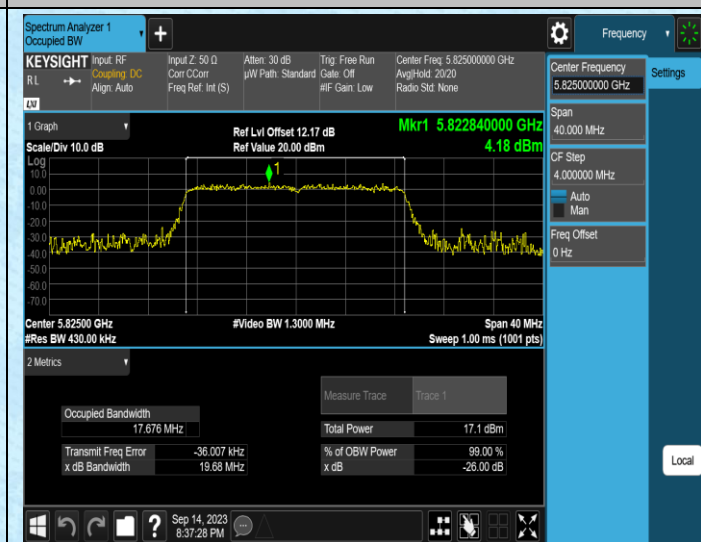 Spectrum Analyzer 1
Occupied BW
+
Frequency
KEYSIGHT
RL
LXI
Input: RF
Coupling: DC
Align: Auto
Input Z: 50 Ω
Corr CCorr
Freq Ref: Int (S)
Atten: 30 dB
µW Path: Standard
Trig: Free Run
Gate: Off
#IF Gain: Low
Center Freq: 5.825000000 GHz
Avg|Hold: 20/20
Radio Std: None
Center Frequency
5.825000000 GHz
Settings
Span
40.000 MHz
CF Step
4.000000 MHz
Auto
Man
Freq Offset
0 Hz
1 Graph
Scale/Div 10.0 dB
Ref Lvl Offset 12.17 dB
Ref Value 20.00 dBm
Mkr1 5.822840000 GHz
4.18 dBm
Log
10.0
0.00
-10.0
-20.0
-30.0
-40.0
-50.0
-60.0
-70.0
1
Center 5.82500 GHz
#Res BW 430.00 kHz
#Video BW 1.3000 MHz
Span 40 MHz
Sweep 1.00 ms (1001 pts)
2 Metrics
Measure Trace Trace 1
Occupied Bandwidth
17.676 MHz
Total Power 17.1 dBm
Transmit Freq Error -36.007 kHz
% of OBW Power 99.00 %
x dB Bandwidth 19.68 MHz
x dB -26.00 dB
Local
?
Sep 14, 2023
8:37:28 PM